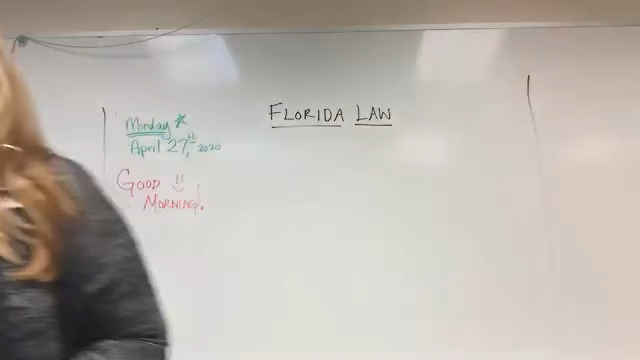 Monday
April 27th, 2020
GOOD
MORNING!
FLORIDA LAW